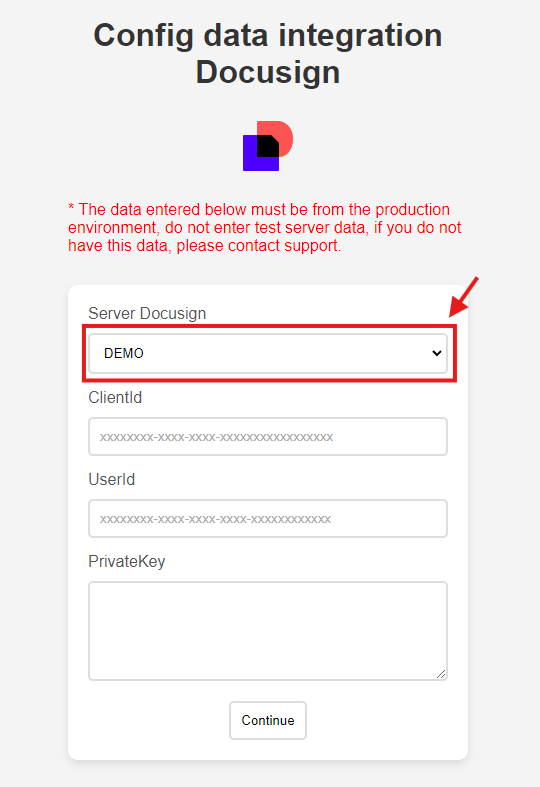 Config data integration
Docusign
* The data entered below must be from the production
environment, do not enter test server data, if you do not
have this data, please contact support.
Server Docusign
DEMO
ClientId
xxxxxxxx-xxxx-xxxx-xxxxxxxxxxxxxxxxx
UserId
xxxxxxxx-xxxx-xxxx-xxxx-xxxxxxxxxxxx
PrivateKey
Continue